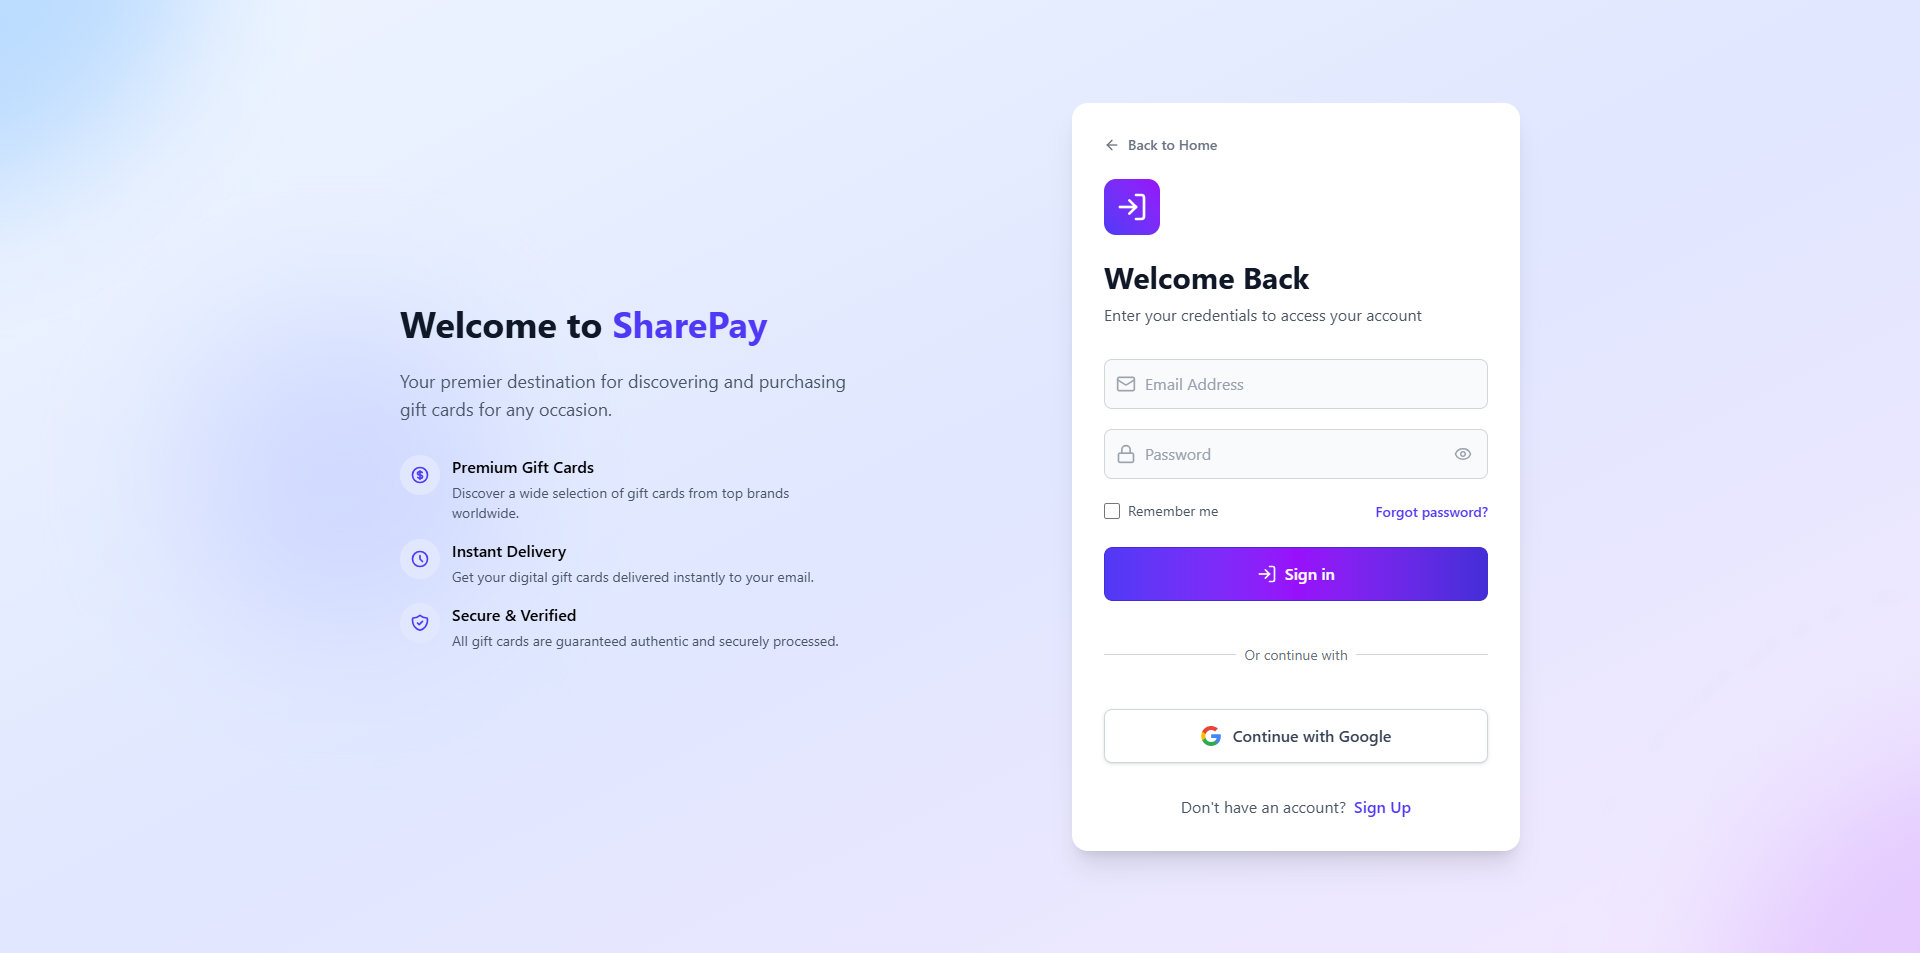 Welcome to SharePay
Your premier destination for discovering and purchasing
gift cards for any occasion.
Premium Gift Cards
Discover a wide selection of gift cards from top brands
worldwide.
Instant Delivery
Get your digital gift cards delivered instantly to your email.
Secure & Verified
All gift cards are guaranteed authentic and securely processed.
Back to Home
Welcome Back
Enter your credentials to access your account
Email Address
Password
Remember me
Forgot password?
Sign in
Or continue with
Continue with Google
Don't have an account? Sign Up